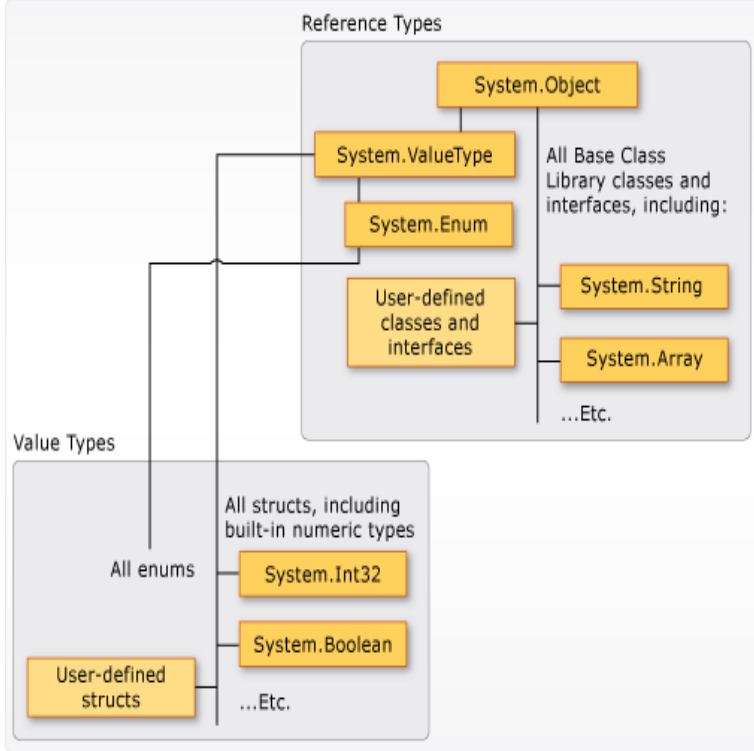 Reference Types
System.Object
System.ValueType
All Base Class
Library classes and
interfaces, including:
System.Enum
System.String
User-defined
classes and
interfaces
System.Array
...Etc.
Value Types
All structs, including
built-in numeric types
All enums
System.Int32
System.Boolean
User-defined
structs
...Etc.